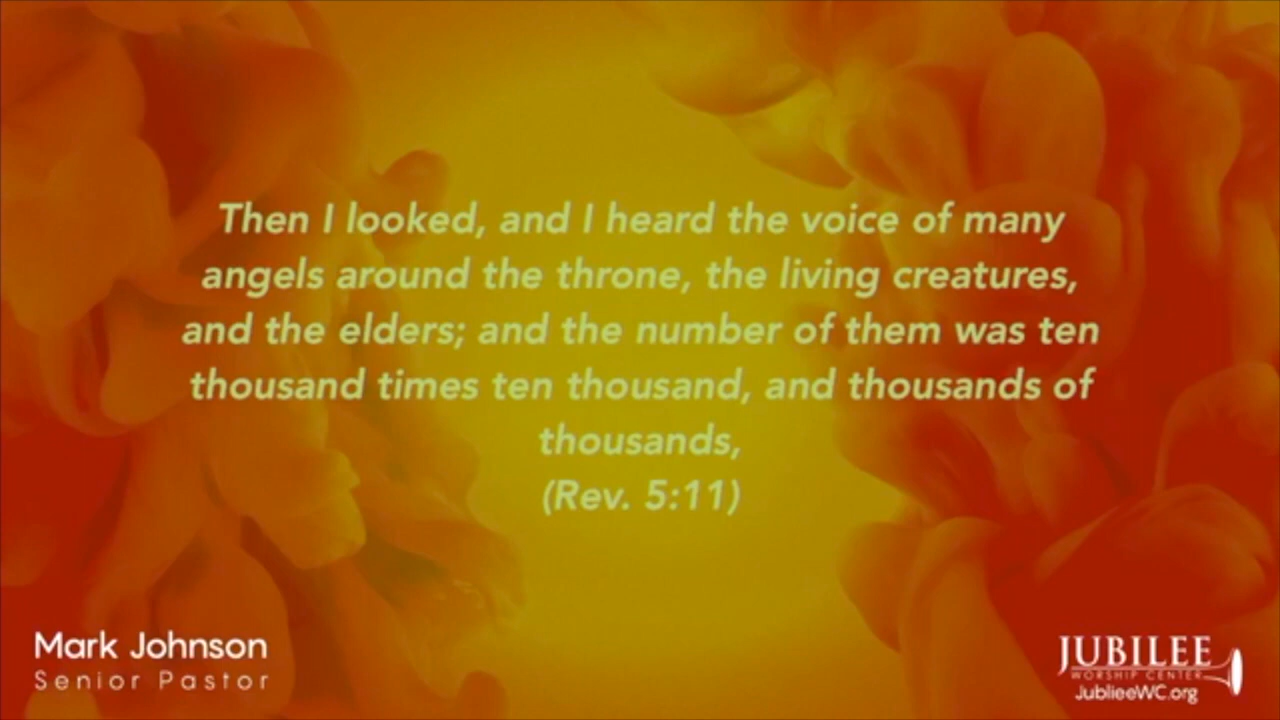 Then I looked, and I heard the voice of many
angels around the throne, the living creatures,
and the elders; and the number of them was ten
thousand times ten thousand, and thousands of
thousands,
(Rev. 5:11)
Mark Johnson
Senior Pastor
JUBILEE
WORSHIP CENTER
JublieeWC.org